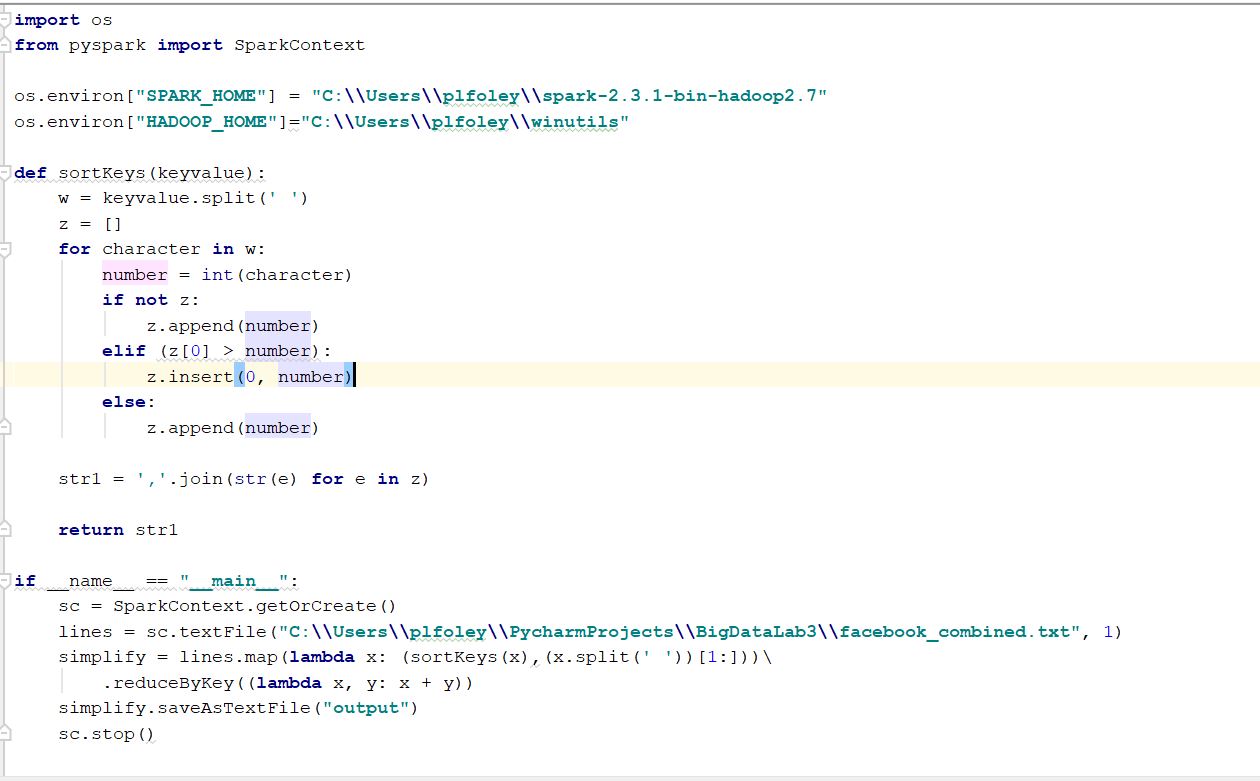 import os
from pyspark import SparkContext
os.environ["SPARK_HOME"] = "C:\\Users\\plfoley\\spark-2.3.1-bin-hadoop2.7"
os.environ["HADOOP_HOME"]="C:\\Users\\plfoley\\winutils"
def sortKeys(keyvalue):
    w = keyvalue.split(' ')
    z = []
    for character in w:
        number = int(character)
        if not z:
            z.append(number)
        elif (z[0] > number):
            z.insert(0, number)
        else:
            z.append(number)
    str1 = ','.join(str(e) for e in z)
    return str1
if __name__ == "__main__":
    sc = SparkContext.getOrCreate()
    lines = sc.textFile("C:\\Users\\plfoley\\PycharmProjects\\BigDataLab3\\facebook_combined.txt", 1)
    simplify = lines.map(lambda x: (sortKeys(x),(x.split(' '))[1:]))\
        .reduceByKey((lambda x, y: x + y))
    simplify.saveAsTextFile("output")
    sc.stop()